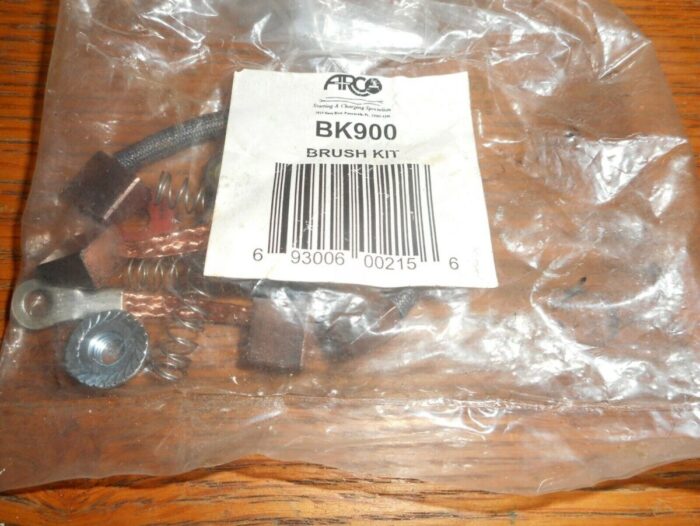 ARCO
Starting & Charging Specialists
BK900
BRUSH KIT
6 93006 00215 6